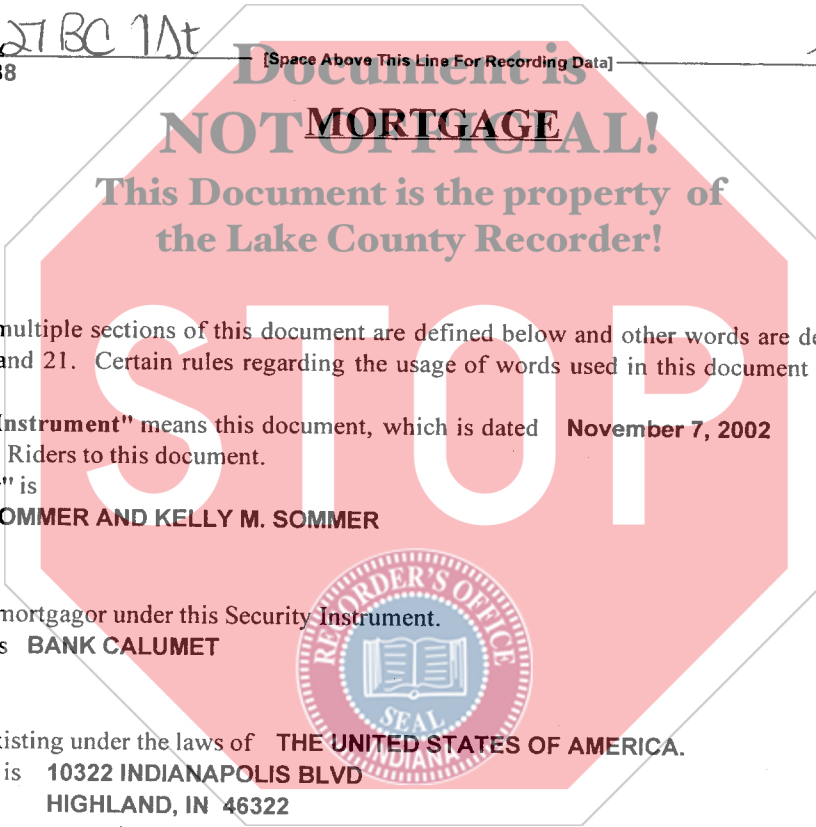 27 BC 1st
[Space Above This Line For Recording Data]
38
Document is
NOT OFFICIAL!
MORTGAGE
This Document is the property of
the Lake County Recorder!
STOP
multiple sections of this document are defined below and other words are de
and 21. Certain rules regarding the usage of words used in this document
Instrument" means this document, which is dated November 7, 2002
Riders to this document.
" is
OMMER AND KELLY M. SOMMER
mortgagor under this Security Instrument.
s BANK CALUMET
RECORDER'S OFFICE
SEAL
INDIANA
xisting under the laws of THE UNITED STATES OF AMERICA.
is 10322 INDIANAPOLIS BLVD
HIGHLAND, IN 46322